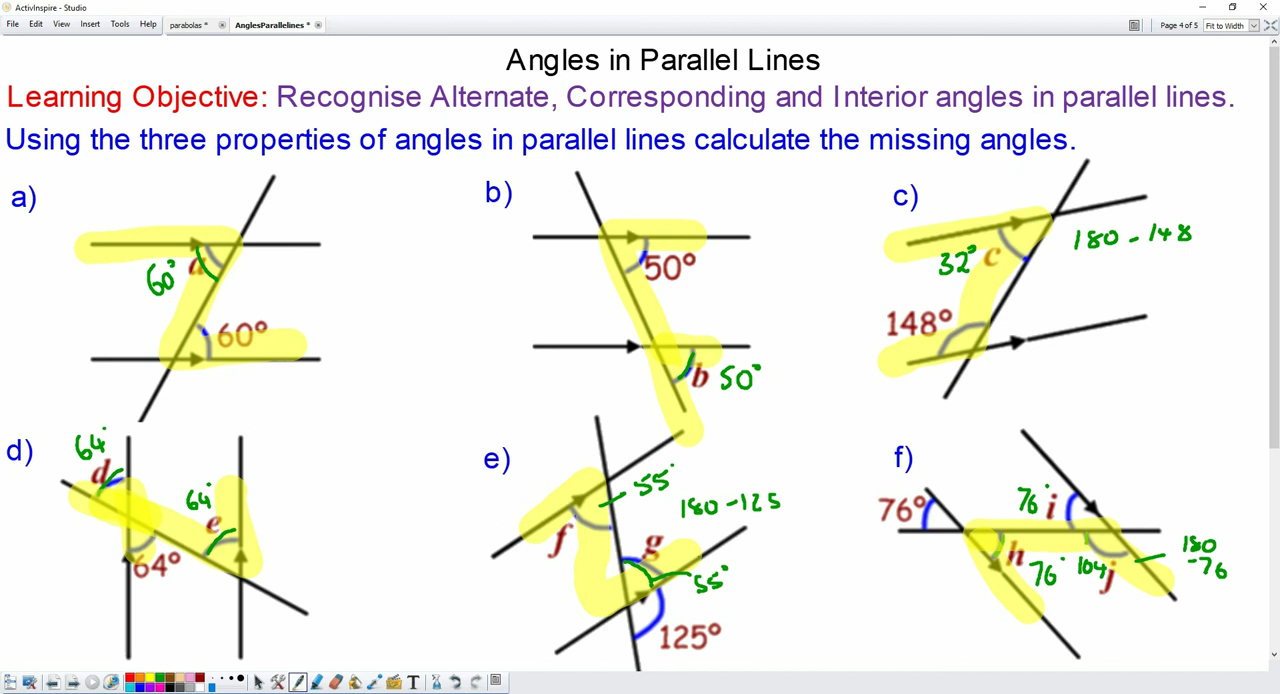 ActivInspire - Studio
File Edit View Insert Tools Help
parabolas *
AnglesParallelines *
Page 4 of 5
Fit to Width
Angles in Parallel Lines
Learning Objective: Recognise Alternate, Corresponding and Interior angles in parallel lines.
Using the three properties of angles in parallel lines calculate the missing angles.
a)
60°
a
60°
b)
50°
b
50°
c)
180 - 148
32°
c
148°
d)
64°
d
64°
e
64°
e)
55°
180 - 125
f
g
55°
125°
f)
76°
76°
i
h
76°
104
j
180
-76